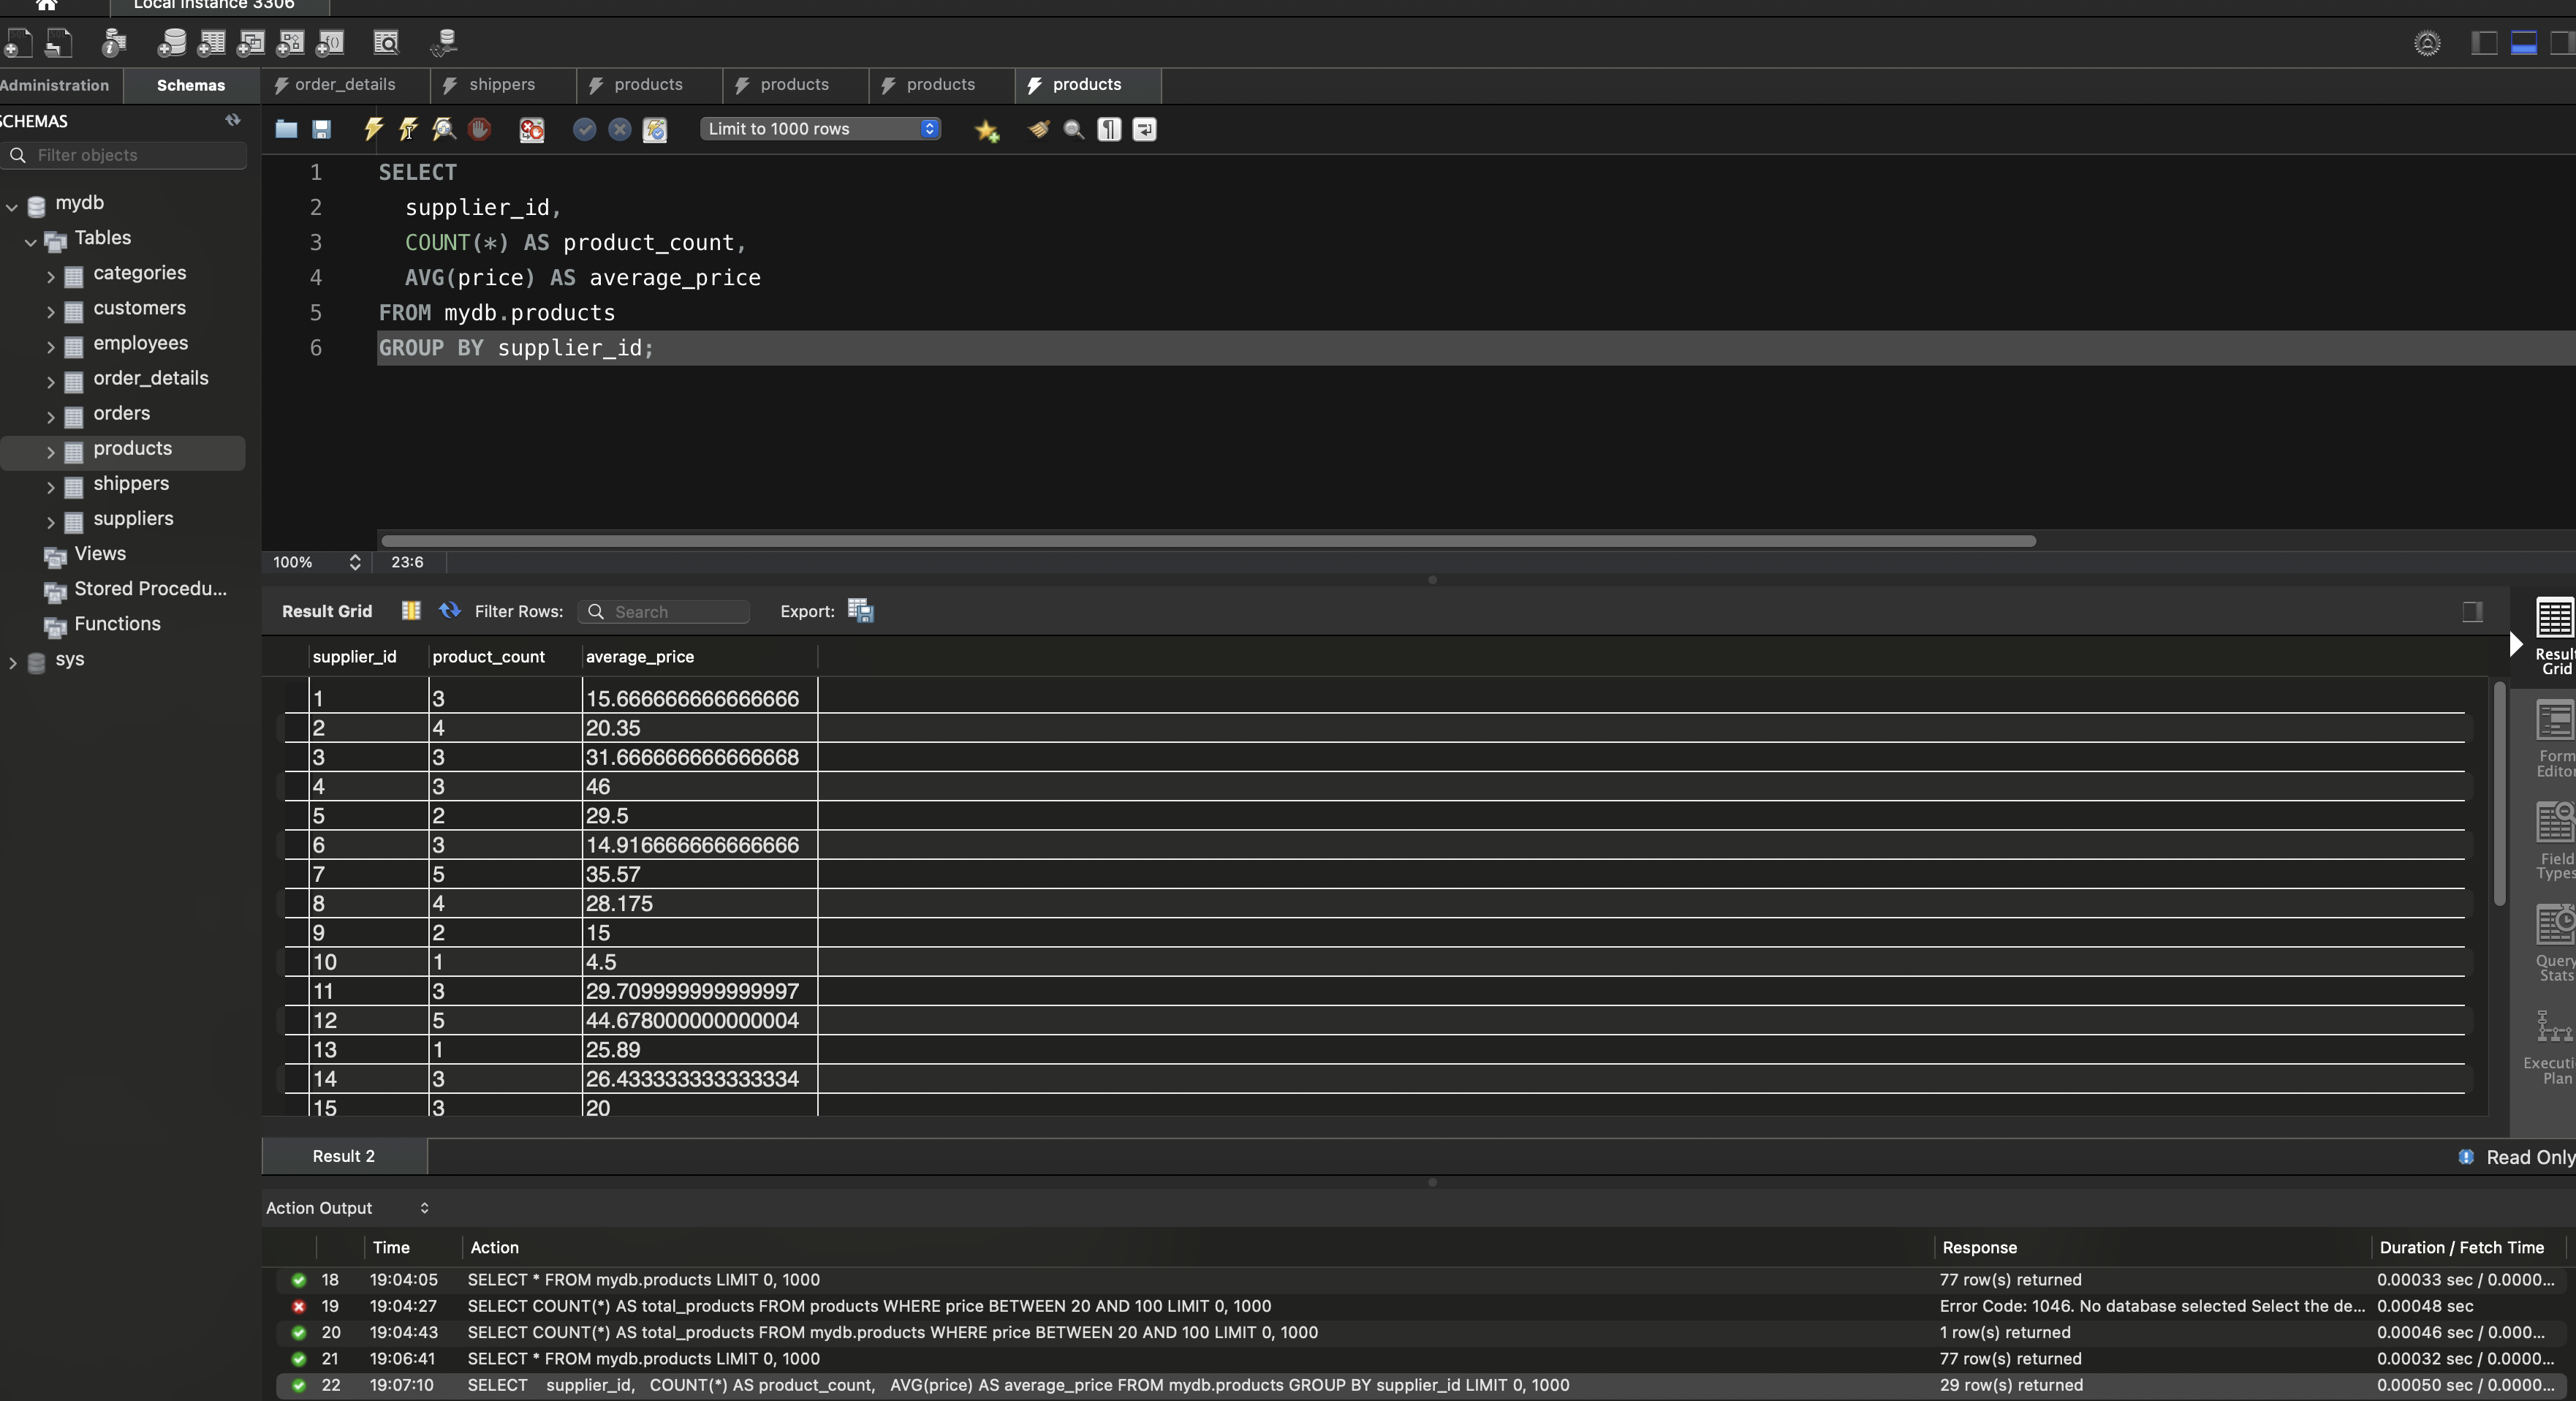 Local instance 3306
Administration
Schemas
order_details
shippers
products
products
products
products
SCHEMAS
Filter objects
mydb
Tables
categories
customers
employees
order_details
orders
products
shippers
suppliers
Views
Stored Procedu...
Functions
sys
Limit to 1000 rows
1 SELECT
2 supplier_id,
3 COUNT(*) AS product_count,
4 AVG(price) AS average_price
5 FROM mydb.products
6 GROUP BY supplier_id;
100% 23:6
Result Grid Filter Rows: Search Export:
supplier_id product_count average_price
1 3 15.666666666666666
2 4 20.35
3 3 31.666666666666668
4 3 46
5 2 29.5
6 3 14.916666666666666
7 5 35.57
8 4 28.175
9 2 15
10 1 4.5
11 3 29.709999999999997
12 5 44.678000000000004
13 1 25.89
14 3 26.433333333333334
15 3 20
Result
Grid
Form
Editor
Field
Types
Query
Stats
Executi
Plan
Result 2
Read Only
Action Output
Time Action Response Duration / Fetch Time
18 19:04:05 SELECT * FROM mydb.products LIMIT 0, 1000 77 row(s) returned 0.00033 sec / 0.0000...
19 19:04:27 SELECT COUNT(*) AS total_products FROM products WHERE price BETWEEN 20 AND 100 LIMIT 0, 1000 Error Code: 1046. No database selected Select the de... 0.00048 sec
20 19:04:43 SELECT COUNT(*) AS total_products FROM mydb.products WHERE price BETWEEN 20 AND 100 LIMIT 0, 1000 1 row(s) returned 0.00046 sec / 0.000...
21 19:06:41 SELECT * FROM mydb.products LIMIT 0, 1000 77 row(s) returned 0.00032 sec / 0.0000...
22 19:07:10 SELECT supplier_id, COUNT(*) AS product_count, AVG(price) AS average_price FROM mydb.products GROUP BY supplier_id LIMIT 0, 1000 29 row(s) returned 0.00050 sec / 0.0000...